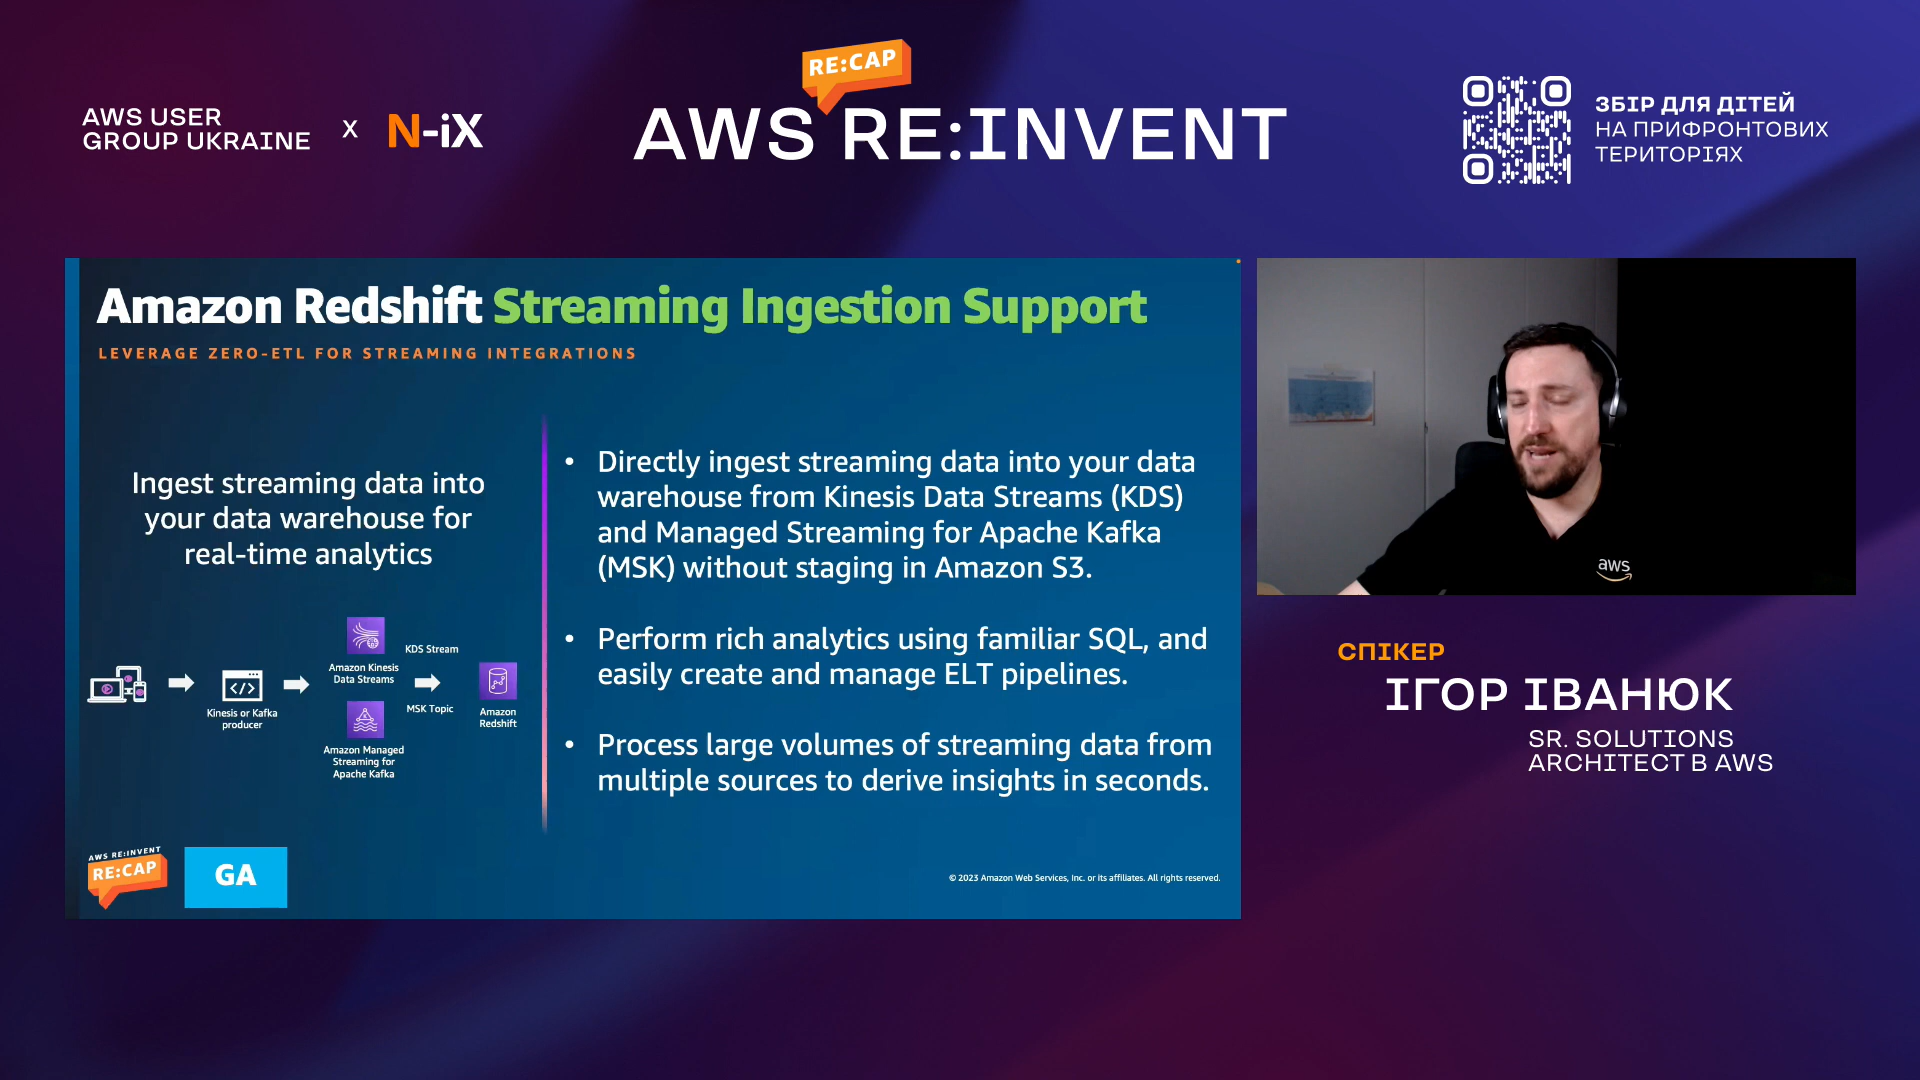 AWS USER
GROUP UKRAINE
X
N-iX
RE:CAP
AWS RE:INVENT
ЗБІР ДЛЯ ДІТЕЙ
НА ПРИФРОНТОВИХ
ТЕРИТОРІЯХ
Amazon Redshift Streaming Ingestion Support
LEVERAGE ZERO-ETL FOR STREAMING INTEGRATIONS
Ingest streaming data into
your data warehouse for
real-time analytics
Kinesis or Kafka
producer
Amazon Kinesis
Data Streams
Amazon Managed
Streaming for
Apache Kafka
KDS Stream
MSK Topic
Amazon
Redshift
• Directly ingest streaming data into your data
warehouse from Kinesis Data Streams (KDS)
and Managed Streaming for Apache Kafka
(MSK) without staging in Amazon S3.
• Perform rich analytics using familiar SQL, and
easily create and manage ELT pipelines.
• Process large volumes of streaming data from
multiple sources to derive insights in seconds.
AWS RE:INVENT
RE:CAP
GA
© 2023 Amazon Web Services, Inc. or its affiliates. All rights reserved.
aws
СПІКЕР
ІГОР ІВАНЮК
SR. SOLUTIONS
ARCHITECT В AWS